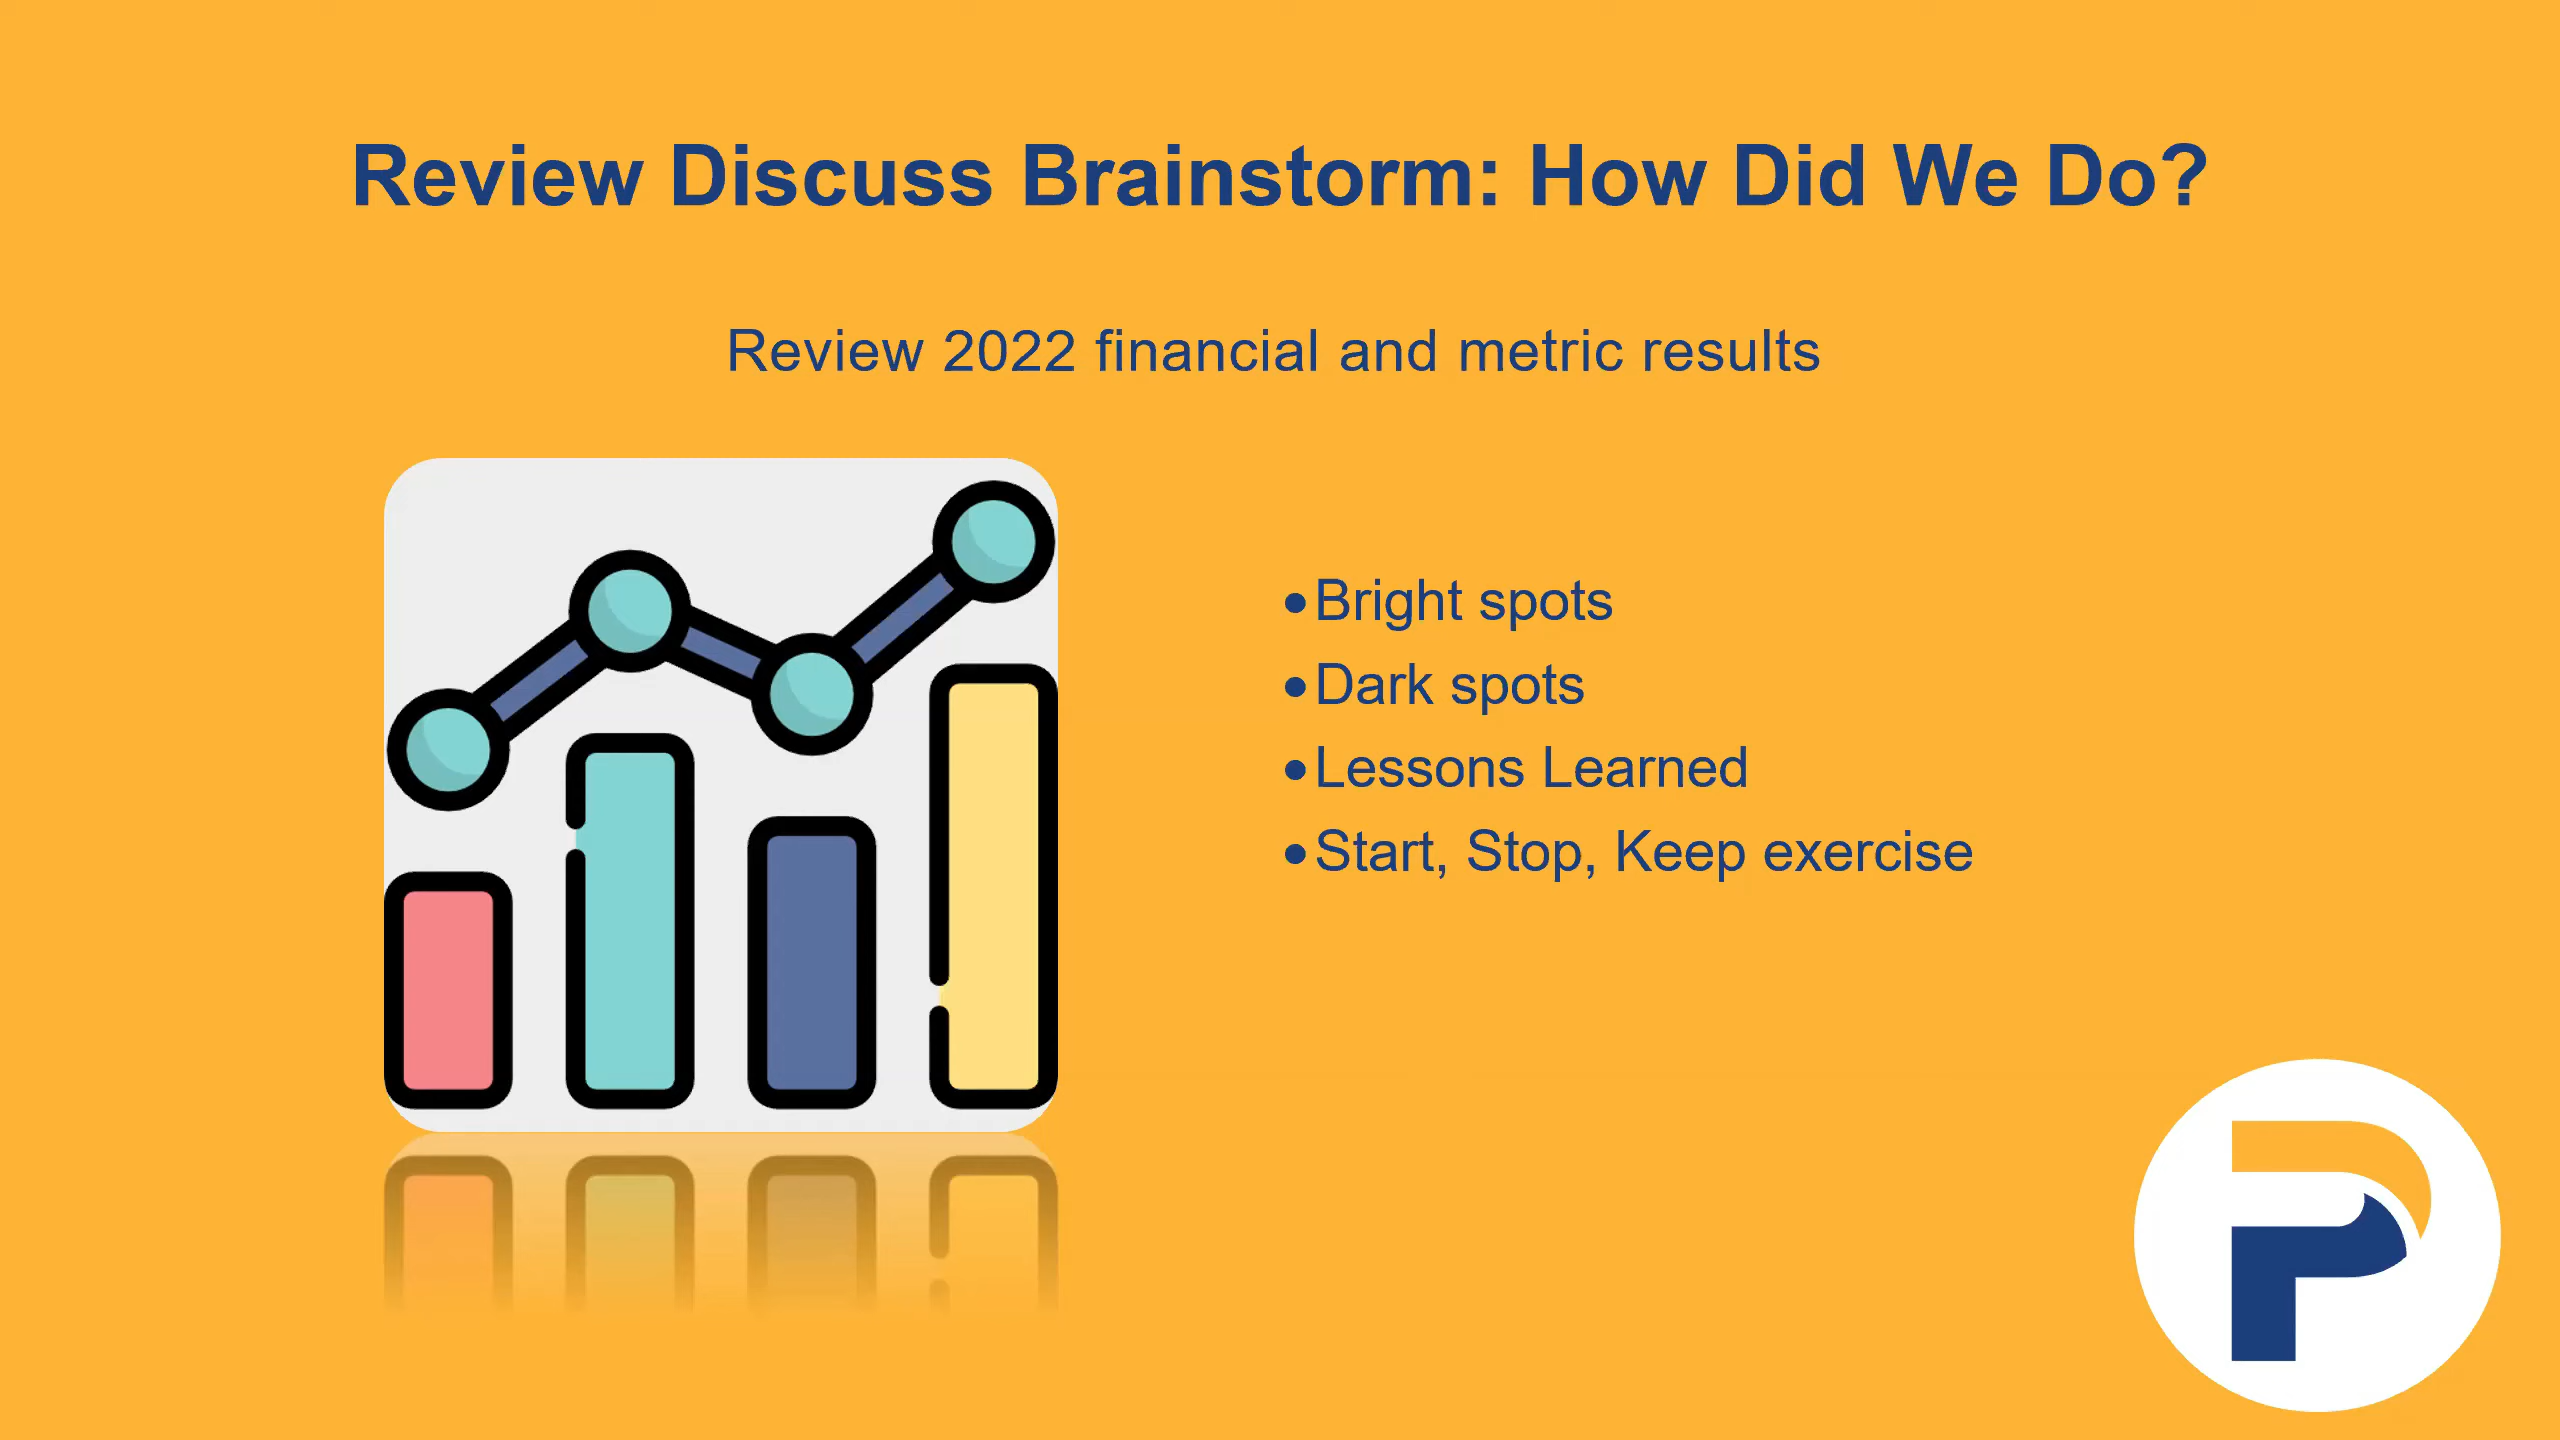 Review Discuss Brainstorm: How Did We Do?
Review 2022 financial and metric results
•Bright spots
•Dark spots
•Lessons Learned
•Start, Stop, Keep exercise
P